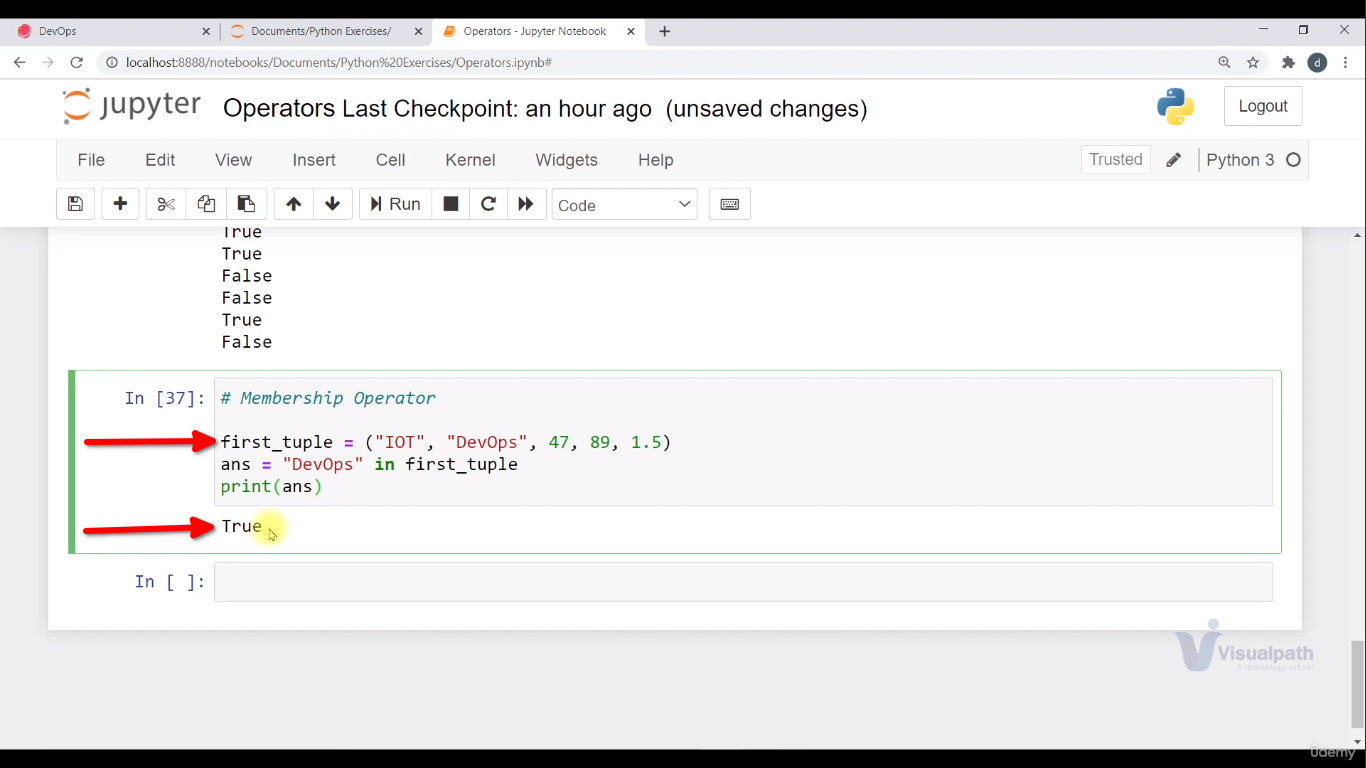 DevOps
Documents/Python Exercises/
Operators - Jupyter Notebook
localhost:8888/notebooks/Documents/Python%20Exercises/Operators.ipynb#
d
jupyter
Operators Last Checkpoint: an hour ago (unsaved changes)
Logout
File Edit View Insert Cell Kernel Widgets Help
Trusted
Python 3
Run
Code
True
True
False
False
True
False
In [37]:
# Membership Operator
first_tuple = ("IOT", "DevOps", 47, 89, 1.5)
ans = "DevOps" in first_tuple
print(ans)
True
In [ ]:
Visualpath
A technology school
udemy